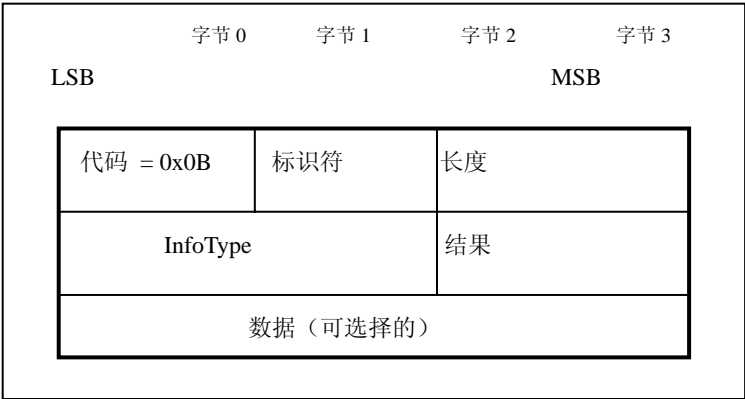 字节 0 字节 1 字节 2 字节 3
LSB MSB
代码 = 0x0B 标识符 长度
InfoType 结果
数据（可选择的）